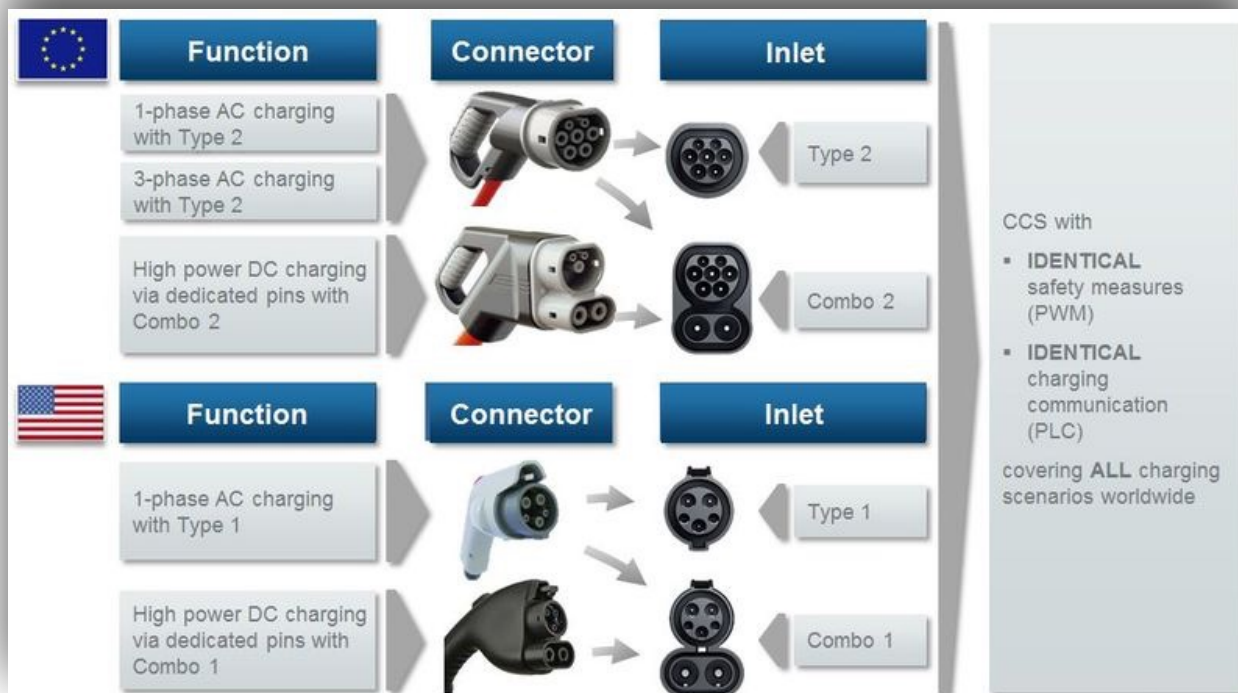 Function
Connector
Inlet
1-phase AC charging
with Type 2
3-phase AC charging
with Type 2
High power DC charging
via dedicated pins with
Combo 2
Type 2
Combo 2
Function
Connector
Inlet
1-phase AC charging
with Type 1
High power DC charging
via dedicated pins with
Combo 1
Type 1
Combo 1
CCS with
▪ IDENTICAL
safety measures
(PWM)
▪ IDENTICAL
charging
communication
(PLC)
covering ALL charging
scenarios worldwide